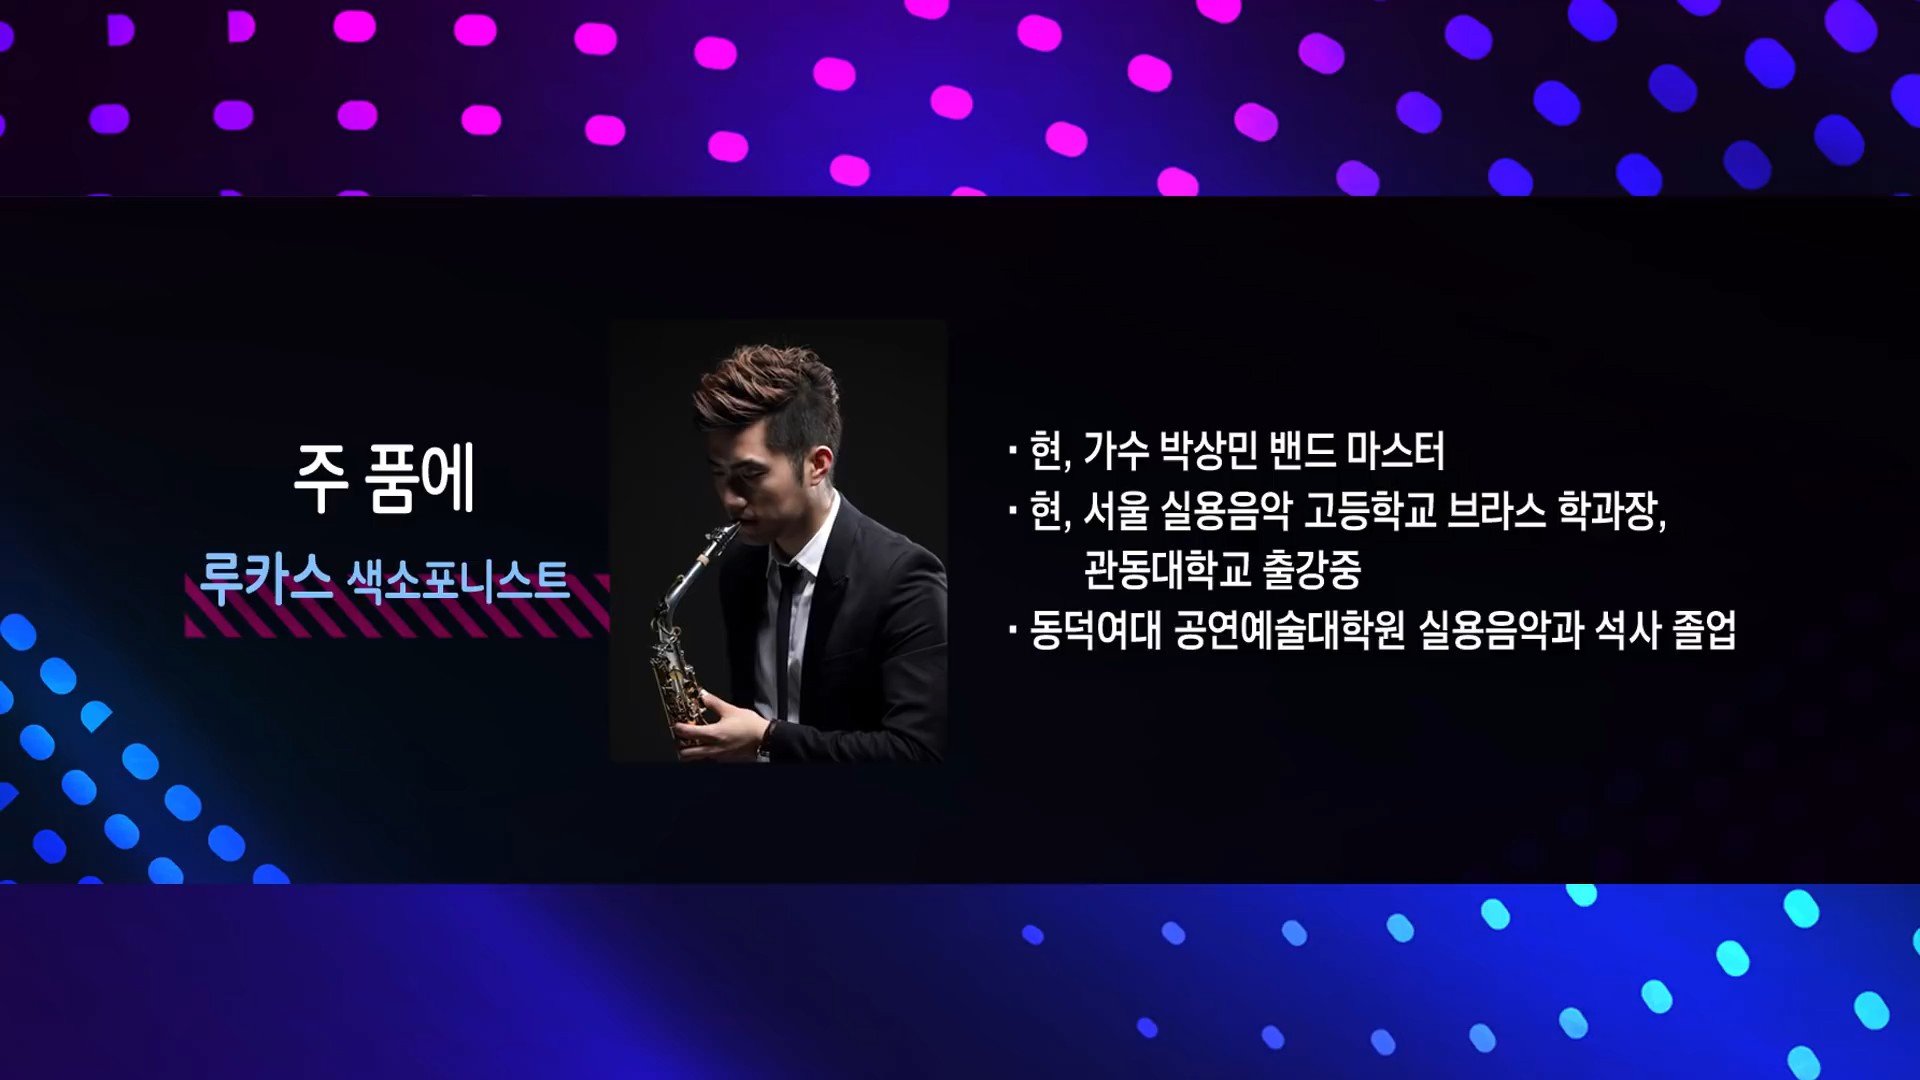 주 품에
루카스 색소포니스트
· 현, 가수 박상민 밴드 마스터
· 현, 서울 실용음악 고등학교 브라스 학과장,
관동대학교 출강중
· 동덕여대 공연예술대학원 실용음악과 석사 졸업